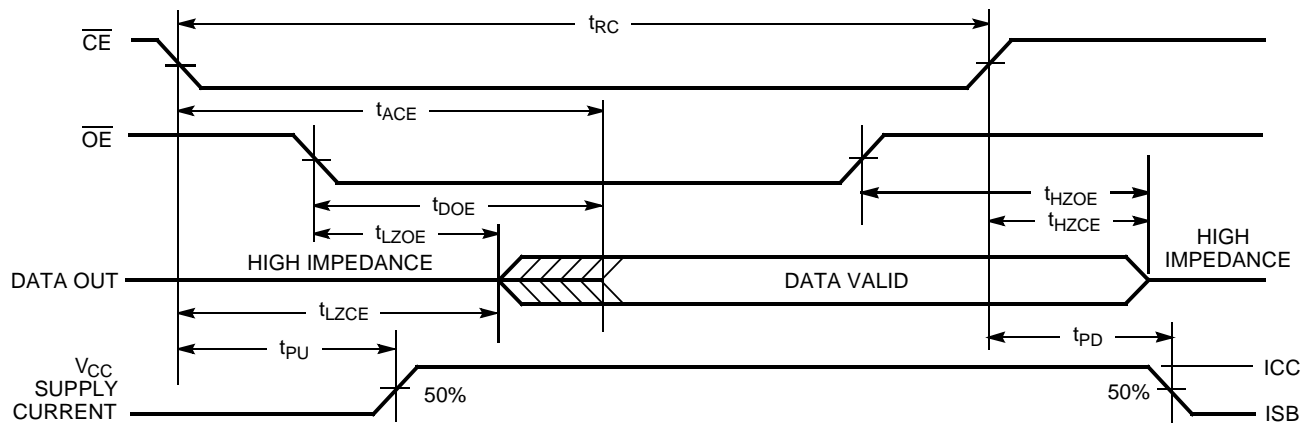 tRC
CE
tACE
OE
tDOE
tHZOE
tLZOE
tHZCE
HIGH IMPEDANCE
HIGH
IMPEDANCE
DATA OUT
DATA VALID
tLZCE
tPU
tPD
VCC
SUPPLY
CURRENT
50%
50%
ICC
ISB